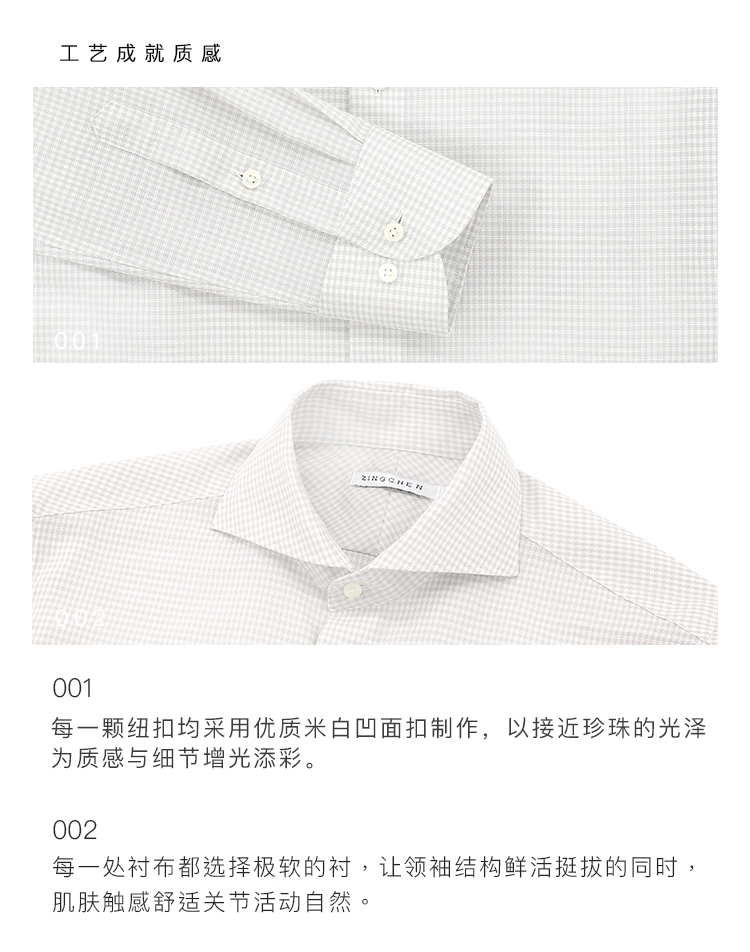 工艺成就质感
001
ZINGCHEN
002
001
每一颗纽扣均采用优质米白凹面扣制作，以接近珍珠的光泽
为质感与细节增光添彩。
002
每一处衬布都选择极软的衬，让领袖结构鲜活挺拔的同时，
肌肤触感舒适关节活动自然。